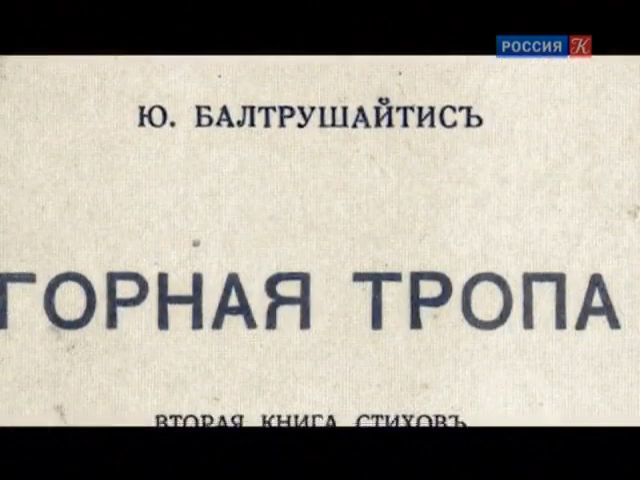 РОССИЯ К
Ю. БАЛТРУШАЙТИСЪ
ГОРНАЯ ТРОПА
ВТОРАЯ КНИГА СТИХОВЪ